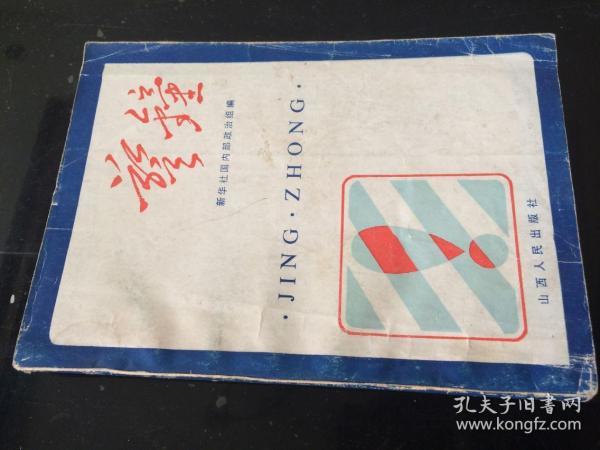 警钟
新华社国内部政治组编
·JING·ZHONG·
山西人民出版社
孔夫子旧书网
www.kongfz.com